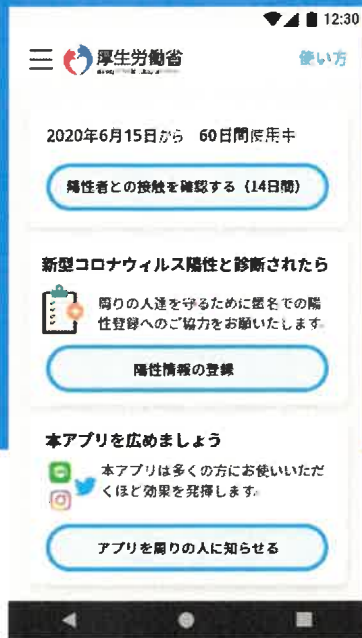 12:30
厚生労働省
使い方
2020年6月15日から 60日間使用中
陽性者との接触を確認する（14日間）
新型コロナウィルス陽性と診断されたら
周りの人達を守るために匿名での陽
性登録へのご協力をお願いいたします
陽性情報の登録
本アプリを広めましょう
本アプリは多くの方にお使いいただ
くほど効果を発揮します。
アプリを周りの人に知らせる